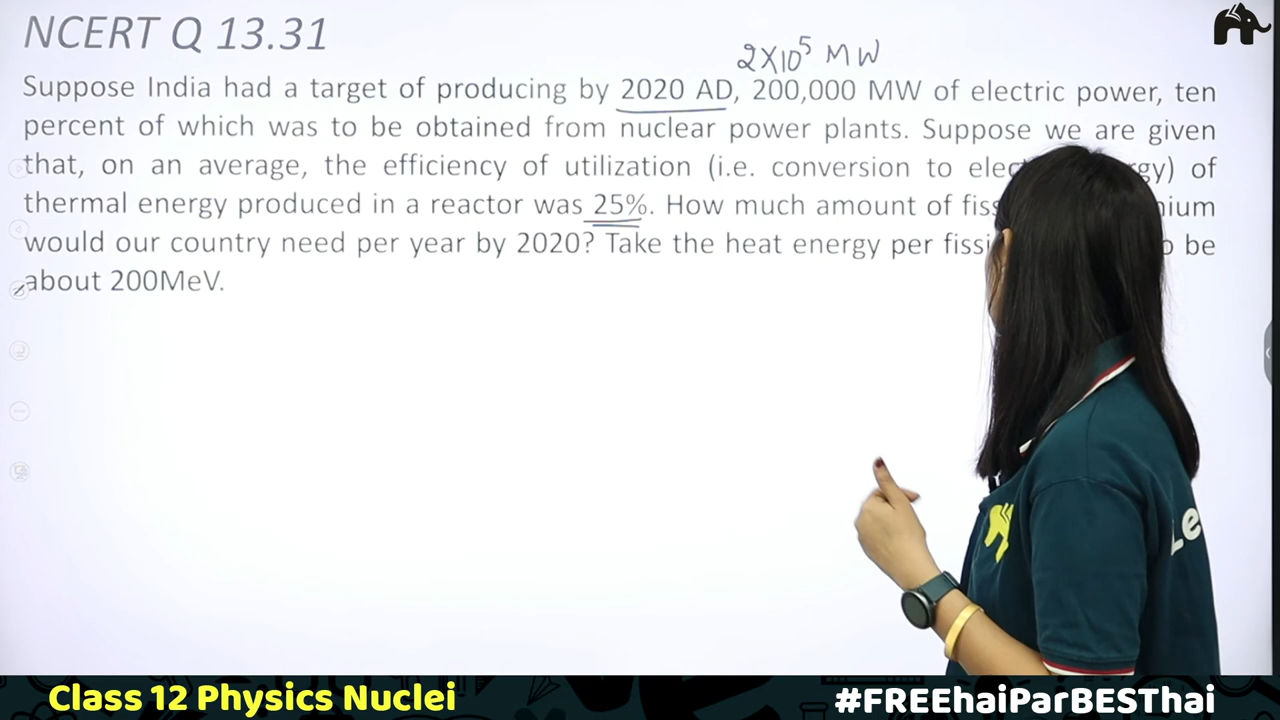 NCERT Q 13.31
2X10⁵ MW
Suppose India had a target of producing by 2020 AD, 200,000 MW of electric power, ten
percent of which was to be obtained from nuclear power plants. Suppose we are given
that, on an average, the efficiency of utilization (i.e. conversion to of
thermal energy produced in a reactor was 25%. How much amount of
would our country need per year by 2020? Take the heat energy per be
about 200MeV.
Le
Class 12 Physics Nuclei
#FREEhaiParBESThai